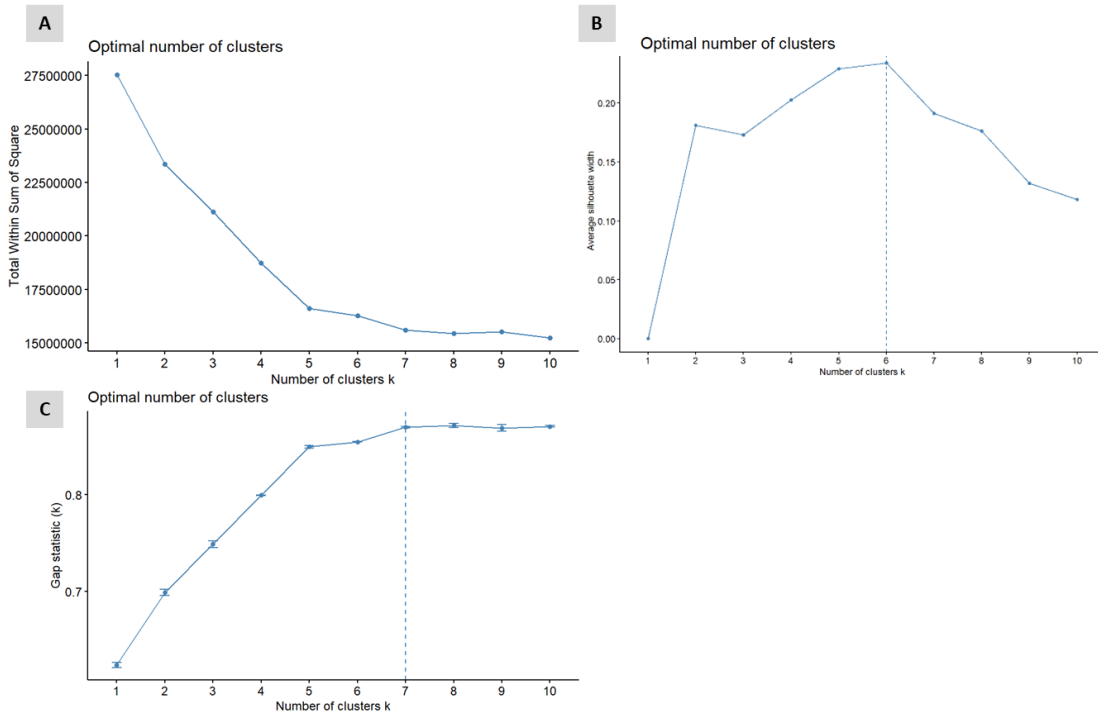 A
Optimal number of clusters
Total Within Sum of Square
27500000
25000000
22500000
20000000
17500000
15000000
1 2 3 4 5 6 7 8 9 10
Number of clusters k
B
Optimal number of clusters
Average silhouette width
0.20
0.15
0.10
0.05
0.00
1 2 3 4 5 6 7 8 9 10
Number of clusters k
C
Optimal number of clusters
Gap statistic (k)
0.8
0.7
1 2 3 4 5 6 7 8 9 10
Number of clusters k